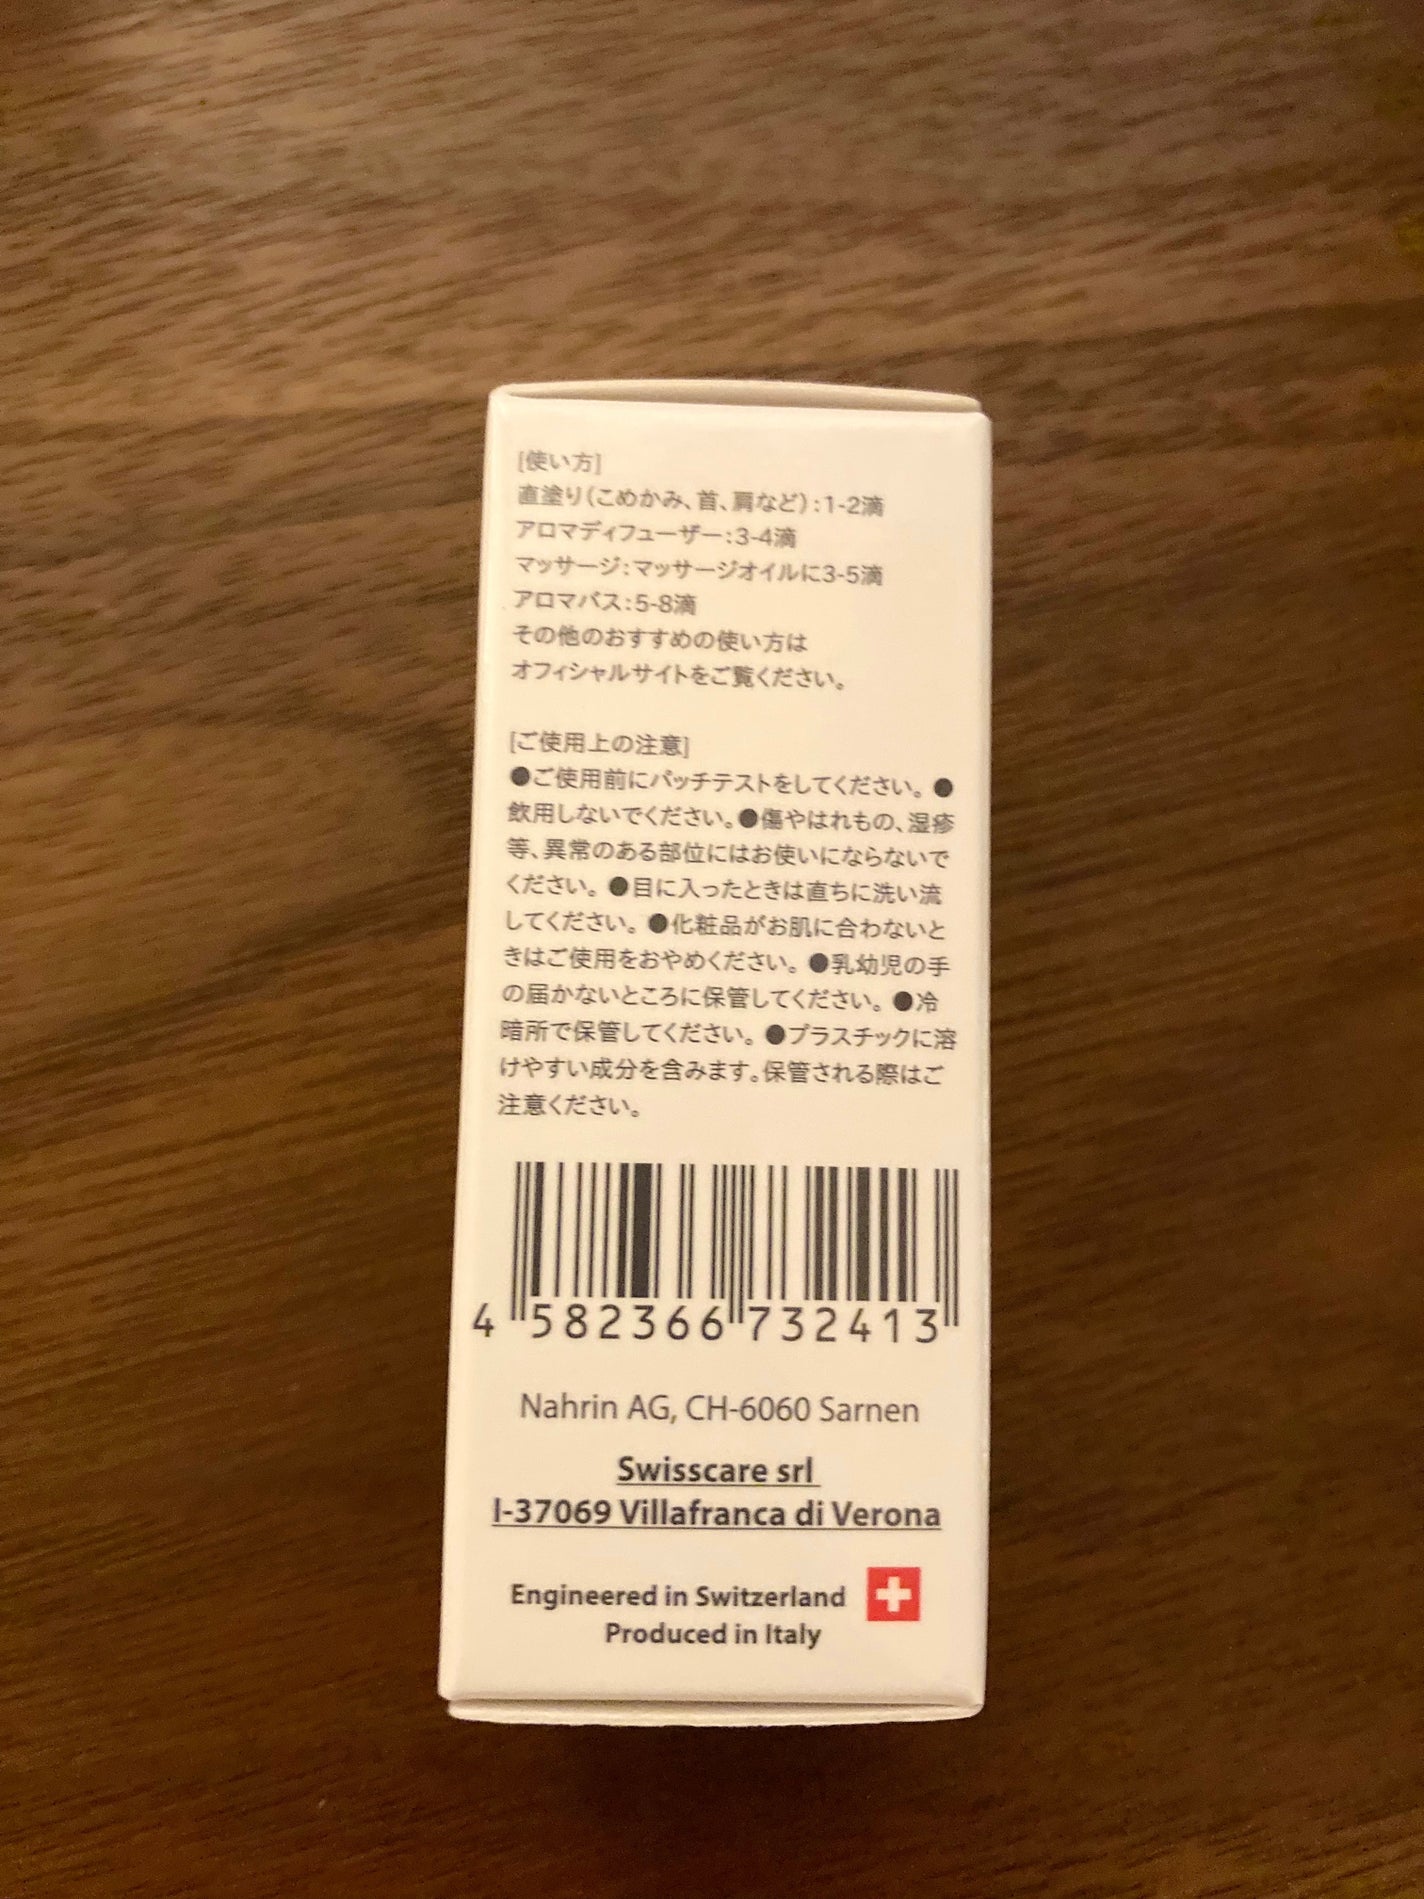 [使い方]
直塗り(こめかみ、首、肩など):1-2滴
アロマディフューザー:3-4滴
マッサージ:マッサージオイルに3-5滴
アロマバス:5-8滴
その他のおすすめの使い方は
オフィシャルサイトをご覧ください。
[ご使用上の注意]
●ご使用前にパッチテストをしてください。●
飲用しないでください。●傷やはれもの、湿疹
等、異常のある部位にはお使いにならないで
ください。●目に入ったときは直ちに洗い流
してください。●化粧品がお肌に合わないと
きはご使用をおやめください。●乳幼児の手
の届かないところに保管してください。●冷
暗所で保管してください。●プラスチックに溶
けやすい成分を含みます。保管される際はご
注意ください。
4 582366 732413
Nahrin AG, CH-6060 Sarnen
Swisscare srl
I-37069 Villafranca di Verona
Engineered in Switzerland
Produced in Italy